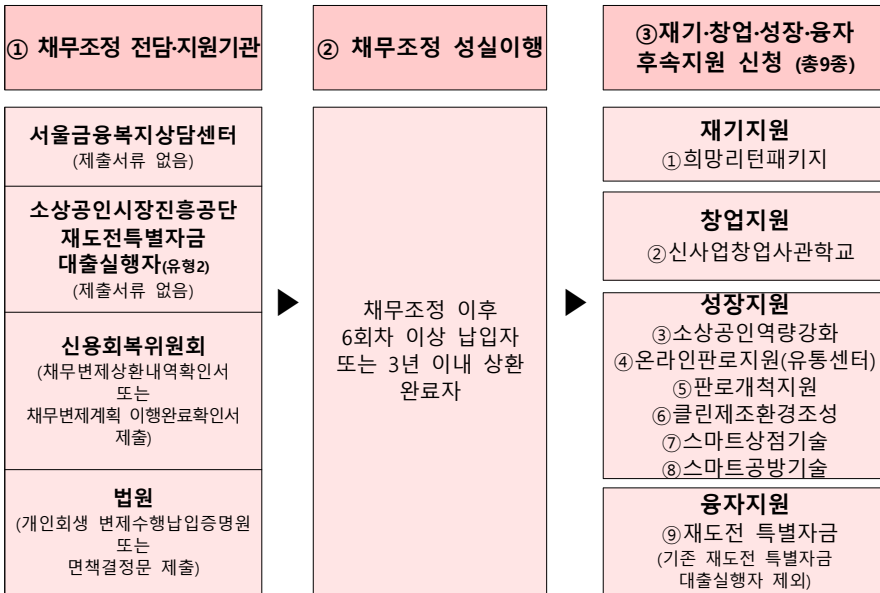 ① 채무조정 전담·지원기관
서울금융복지상담센터
(제출서류 없음)
소상공인시장진흥공단
재도전특별자금
대출실행자(유형2)
(제출서류 없음)
신용회복위원회
(채무변제상환내역확인서
또는
채무변제계획 이행완료확인서
제출)
법원
(개인회생 변제수행납입증명원
또는
면책결정문 제출)
▶
② 채무조정 성실이행
채무조정 이후
6회차 이상 납입자
또는 3년 이내 상환
완료자
▶
③재기·창업·성장·융자
후속지원 신청 (총9종)
재기지원
①희망리턴패키지
창업지원
②신사업창업사관학교
성장지원
③소상공인역량강화
④온라인판로지원(유통센터)
⑤판로개척지원
⑥클린제조환경조성
⑦스마트상점기술
⑧스마트공방기술
융자지원
⑨재도전 특별자금
(기존 재도전 특별자금
대출실행자 제외)